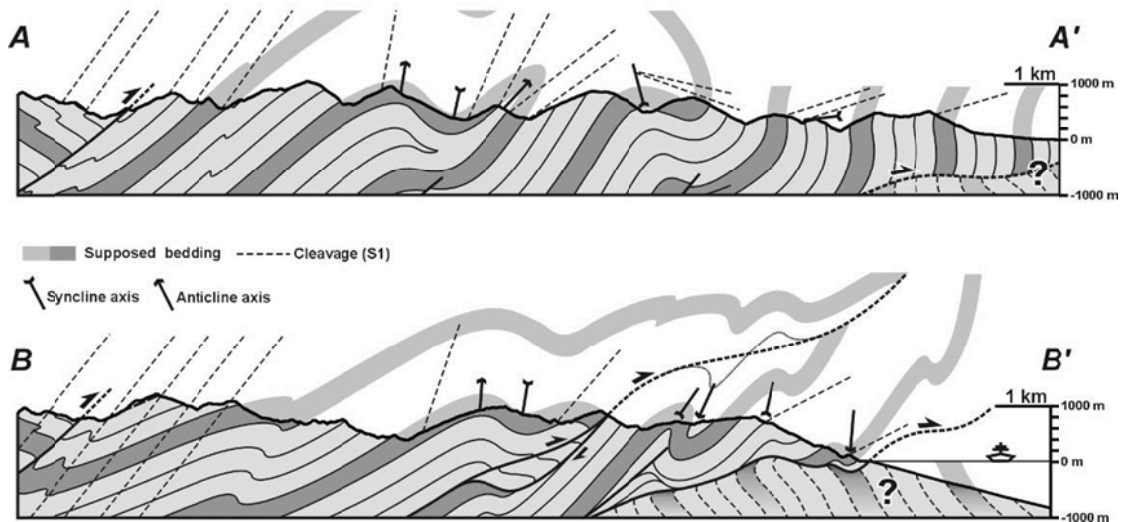 A
A'
1 km
1000 m
0 m
?
-1000 m
Supposed bedding
Cleavage (S1)
Syncline axis
Anticline axis
B
B'
1 km
1000 m
0 m
?
-1000 m